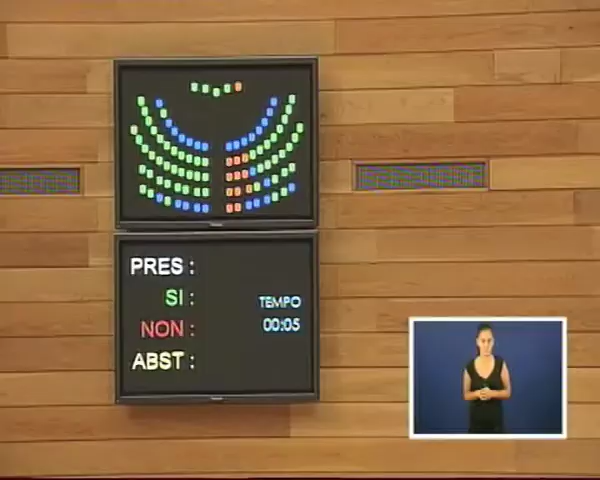 PRES :
SI :
NON :
ABST :
TEMPO
00:05